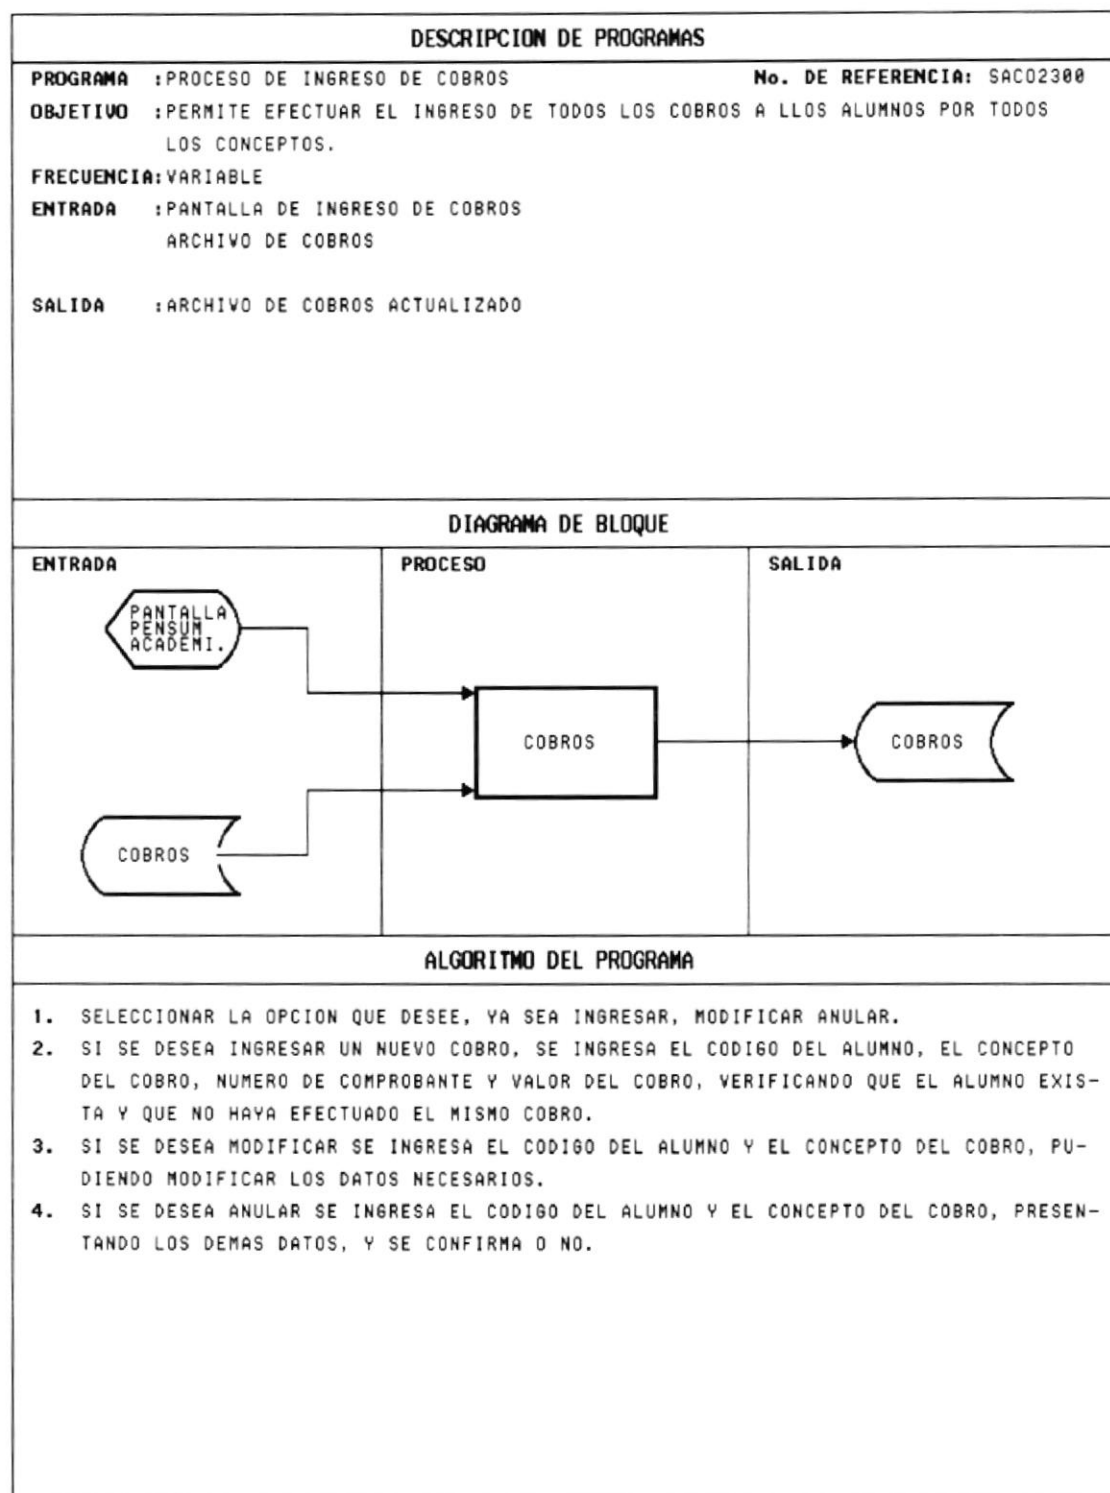 DESCRIPCION DE PROGRAMAS
PROGRAMA :PROCESO DE INGRESO DE COBROS No. DE REFERENCIA: SACO2300
OBJETIVO :PERMITE EFECTUAR EL INGRESO DE TODOS LOS COBROS A LLOS ALUMNOS POR TODOS
LOS CONCEPTOS.
FRECUENCIA:VARIABLE
ENTRADA :PANTALLA DE INGRESO DE COBROS
ARCHIVO DE COBROS
SALIDA :ARCHIVO DE COBROS ACTUALIZADO
DIAGRAMA DE BLOQUE
ENTRADA PROCESO SALIDA
PANTALLA
PENSUM
ACADEMI.
COBROS
COBROS
COBROS
ALGORITMO DEL PROGRAMA
1. SELECCIONAR LA OPCION QUE DESEE, YA SEA INGRESAR, MODIFICAR ANULAR.
2. SI SE DESEA INGRESAR UN NUEVO COBRO, SE INGRESA EL CODIGO DEL ALUMNO, EL CONCEPTO
DEL COBRO, NUMERO DE COMPROBANTE Y VALOR DEL COBRO, VERIFICANDO QUE EL ALUMNO EXIS-
TA Y QUE NO HAYA EFECTUADO EL MISMO COBRO.
3. SI SE DESEA MODIFICAR SE INGRESA EL CODIGO DEL ALUMNO Y EL CONCEPTO DEL COBRO, PU-
DIENDO MODIFICAR LOS DATOS NECESARIOS.
4. SI SE DESEA ANULAR SE INGRESA EL CODIGO DEL ALUMNO Y EL CONCEPTO DEL COBRO, PRESEN-
TANDO LOS DEMAS DATOS, Y SE CONFIRMA O NO.